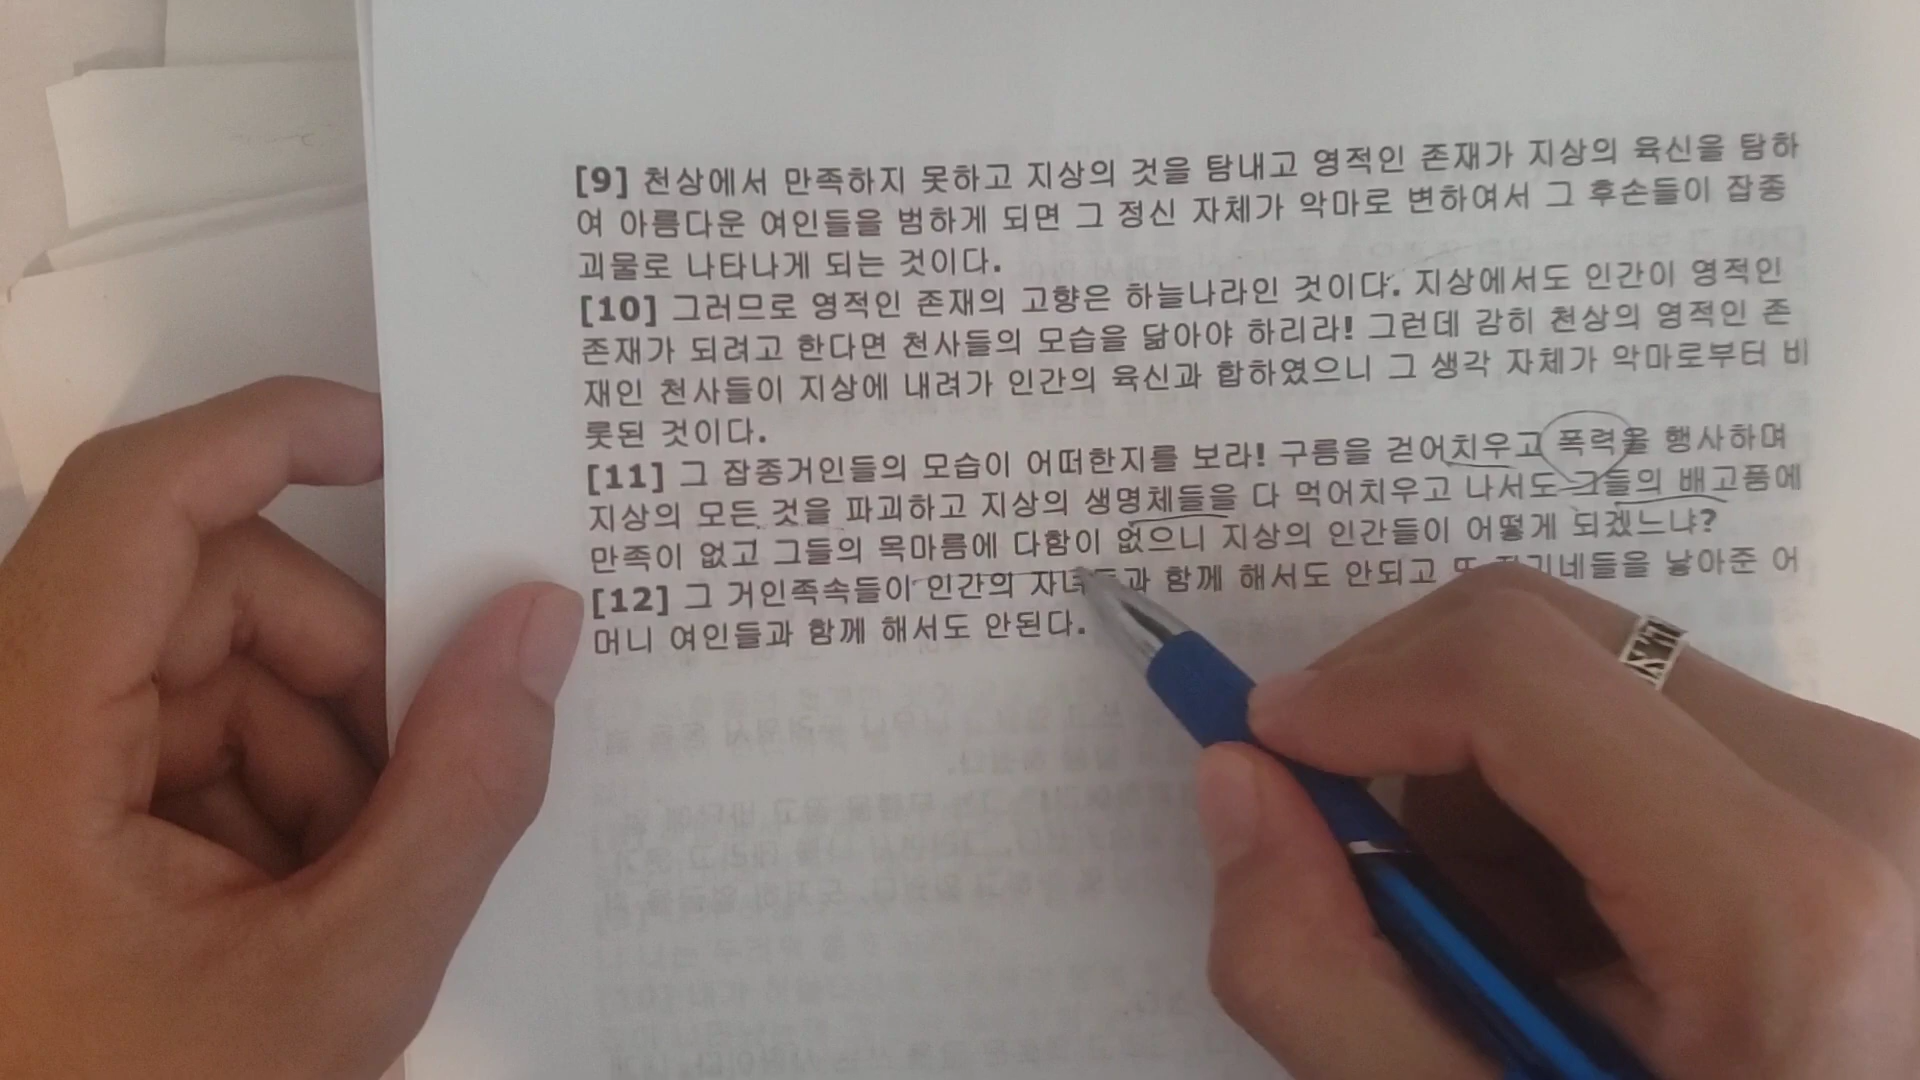 [9] 천상에서 만족하지 못하고 지상의 것을 탐내고 영적인 존재가 지상의 육신을 탐하
여 아름다운 여인들을 범하게 되면 그 정신 자체가 악마로 변하여서 그 후손들이 잡종
괴물로 나타나게 되는 것이다.
[10] 그러므로 영적인 존재의 고향은 하늘나라인 것이다. 지상에서도 인간이 영적인
존재가 되려고 한다면 천사들의 모습을 닮아야 하리라! 그런데 감히 천상의 영적인 존
재인 천사들이 지상에 내려가 인간의 육신과 합하였으니 그 생각 자체가 악마로부터 비
롯된 것이다.
[11] 그 잡종거인들의 모습이 어떠한지를 보라! 구름을 걷어치우고 폭력을 행사하며
지상의 모든 것을 파괴하고 지상의 생명체들을 다 먹어치우고 나서도 그들의 배고픔에
만족이 없고 그들의 목마름에 다함이 없으니 지상의 인간들이 어떻게 되겠느냐?
[12] 그 거인족속들이 인간의 함께 해서도 안되고 낳아준 어
머니 여인들과 함께 해서도 안된다.